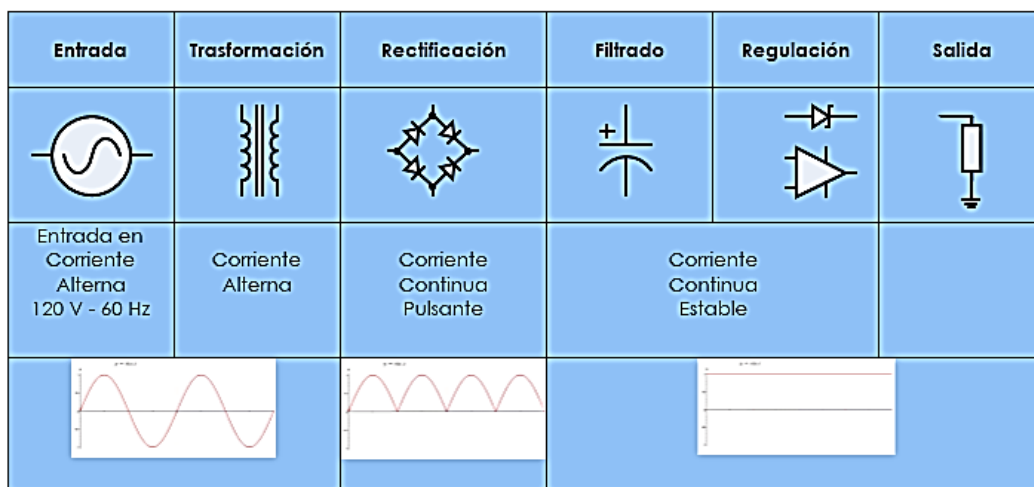 Entrada
Trasformación
Rectificación
Filtrado
Regulación
Salida
+
Entrada en
Corriente
Alterna
120 V - 60 Hz
Corriente
Alterna
Corriente
Continua
Pulsante
Corriente
Continua
Estable